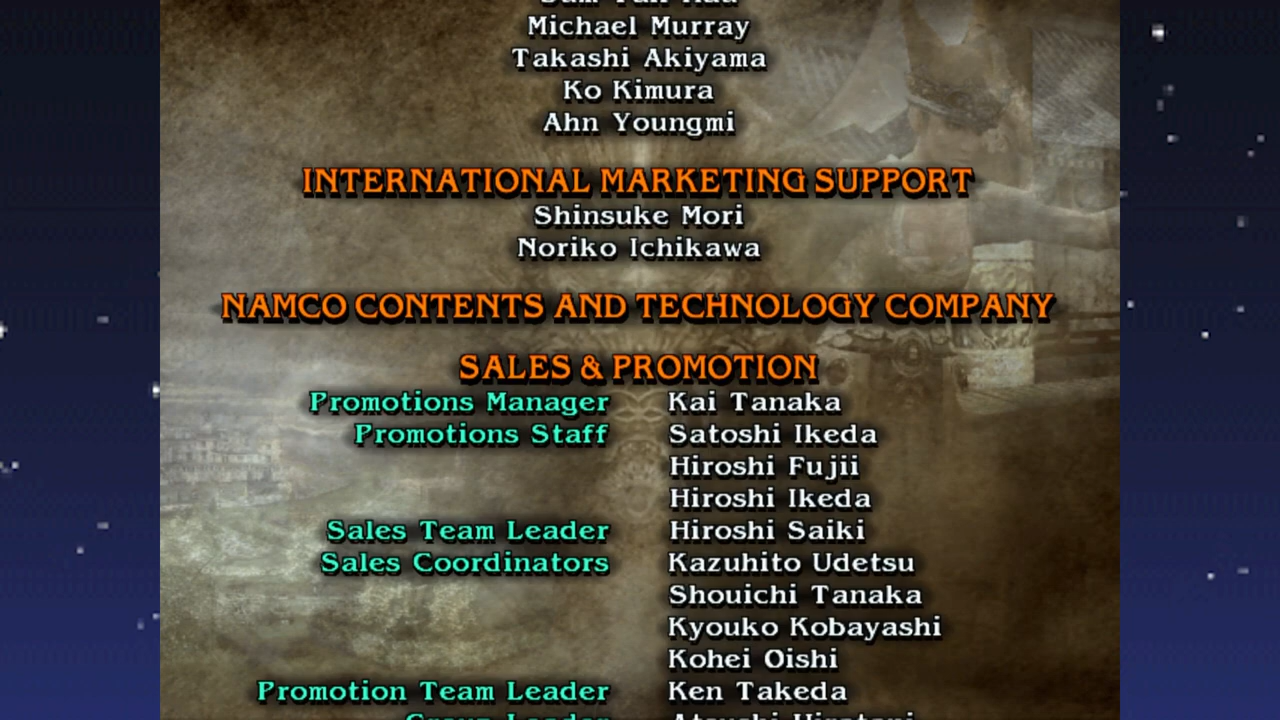 Michael Murray
Takashi Akiyama
Ko Kimura
Ahn Youngmi
INTERNATIONAL MARKETING SUPPORT
Shinsuke Mori
Noriko Ichikawa
NAMCO CONTENTS AND TECHNOLOGY COMPANY
SALES & PROMOTION
Promotions Manager Kai Tanaka
Promotions Staff Satoshi Ikeda
Hiroshi Fujii
Hiroshi Ikeda
Sales Team Leader Hiroshi Saiki
Sales Coordinators Kazuhito Udetsu
Shouichi Tanaka
Kyouko Kobayashi
Kohei Oishi
Promotion Team Leader Ken Takeda
Group Leader